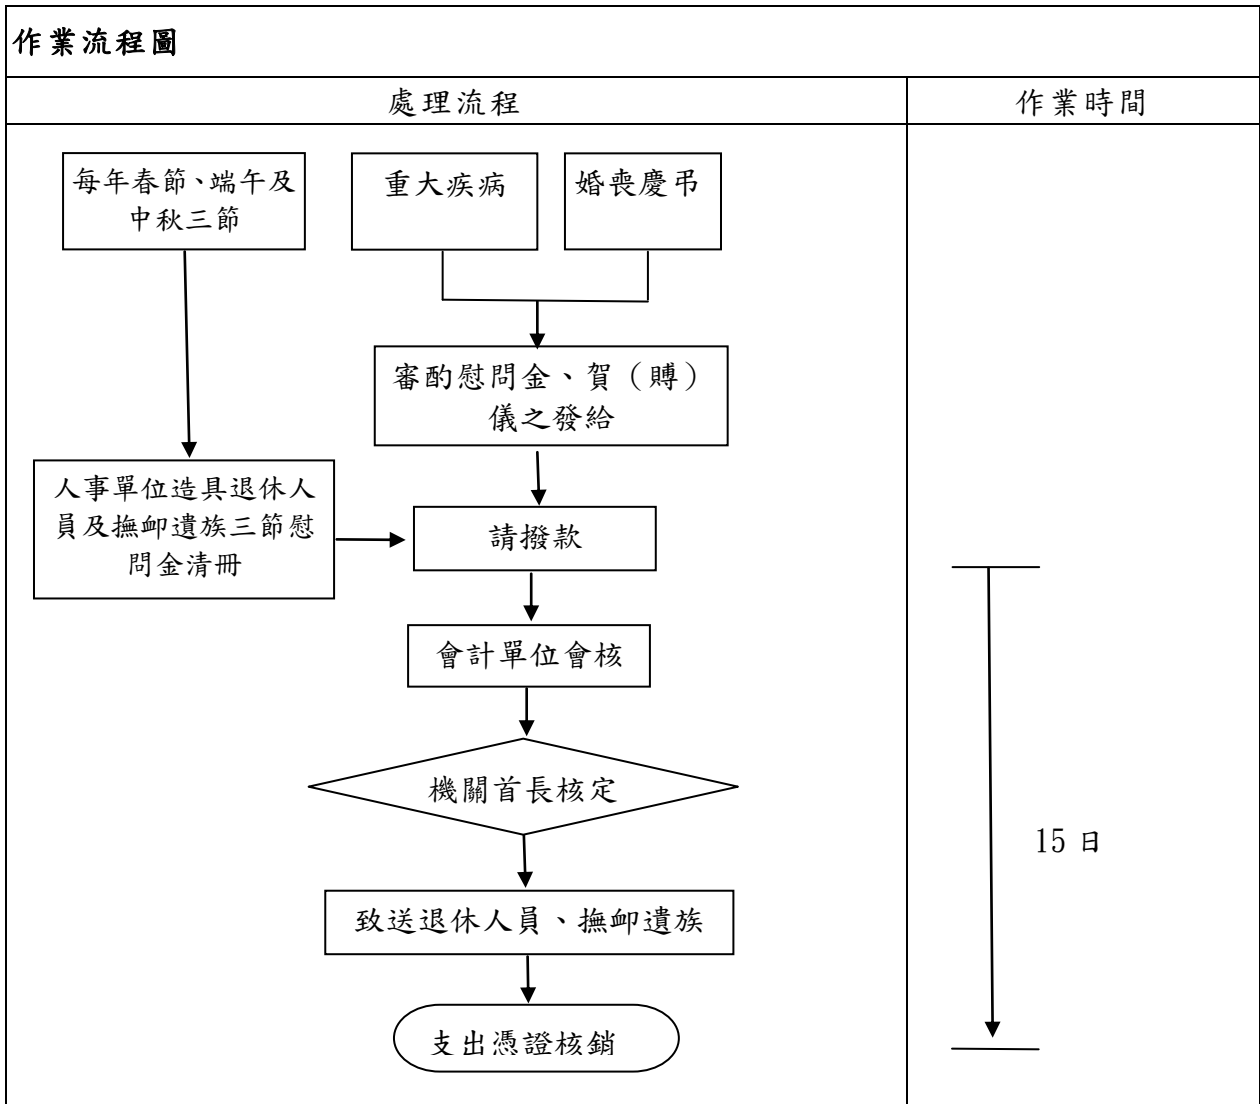 作業流程圖
處理流程
作業時間
每年春節、端午及
中秋三節
重大疾病
婚喪慶弔
審酌慰問金、賀（賻）
儀之發給
人事單位造具退休人
員及撫卹遺族三節慰
問金清冊
請撥款
會計單位會核
機關首長核定
15 日
致送退休人員、撫卹遺族
支出憑證核銷